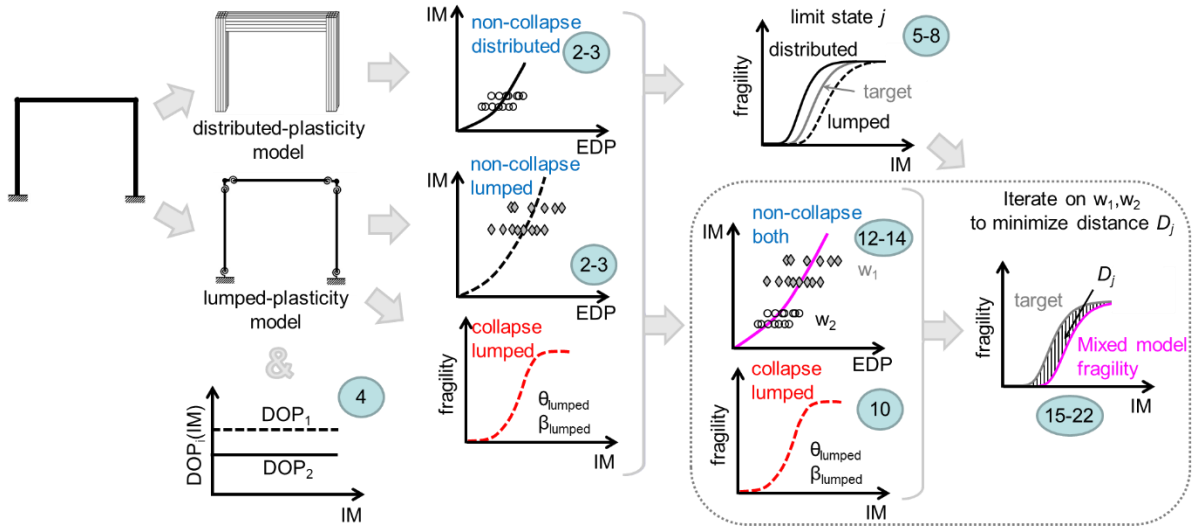 distributed-plasticity
model
lumped-plasticity
model
&
DOPᵢ(IM)
4
DOP₁
DOP₂
IM
IM
non-collapse
distributed
2-3
EDP
IM
non-collapse
lumped
2-3
EDP
fragility
collapse
lumped
θlumped
βlumped
IM
limit state j
5-8
fragility
distributed
target
lumped
IM
IM
non-collapse
both
12-14
w₁
w₂
EDP
fragility
collapse
lumped
10
θlumped
βlumped
IM
Iterate on w₁,w₂
to minimize distance Dⱼ
fragility
Dⱼ
target
Mixed model
fragility
IM
15-22